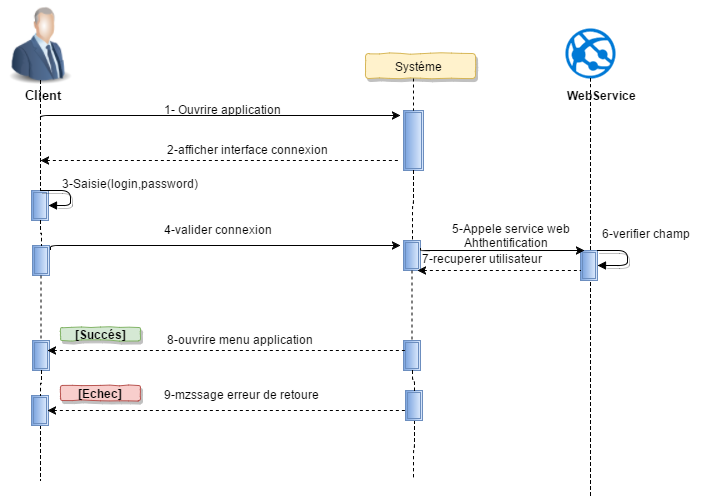 Systéme
Client
WebService
1- Ouvrire application
2-afficher interface connexion
3-Saisie(login,password)
4-valider connexion
5-Appele service web
Ahthentification
6-verifier champ
7-recuperer utilisateur
[Succés]
8-ouvrire menu application
[Echec]
9-mzssage erreur de retoure